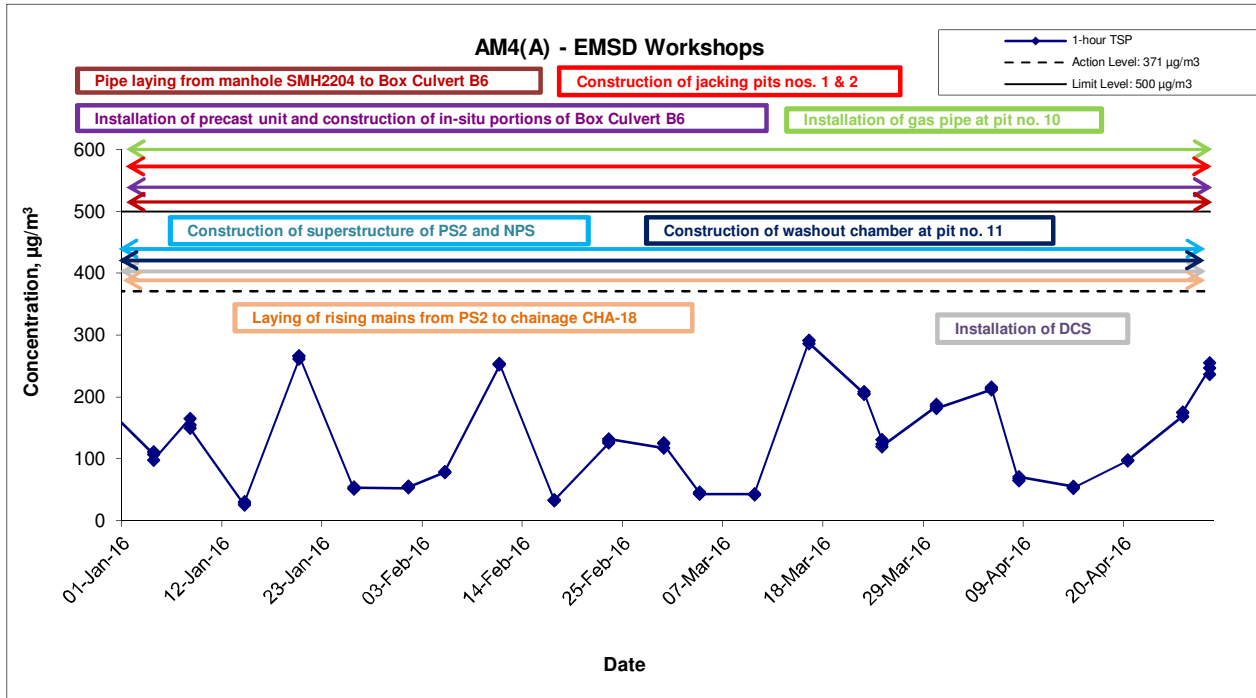 AM4(A) - EMSD Workshops
1-hour TSP
Action Level: 371 µg/m3
Limit Level: 500 µg/m3
Pipe laying from manhole SMH2204 to Box Culvert B6
Construction of jacking pits nos. 1 & 2
Installation of precast unit and construction of in-situ portions of Box Culvert B6
Installation of gas pipe at pit no. 10
600
500
Construction of superstructure of PS2 and NPS
Construction of washout chamber at pit no. 11
400
Laying of rising mains from PS2 to chainage CHA-18
Installation of DCS
300
200
100
0
Concentration, µg/m³
01-Jan-16
12-Jan-16
23-Jan-16
03-Feb-16
14-Feb-16
25-Feb-16
07-Mar-16
18-Mar-16
29-Mar-16
09-Apr-16
20-Apr-16
Date